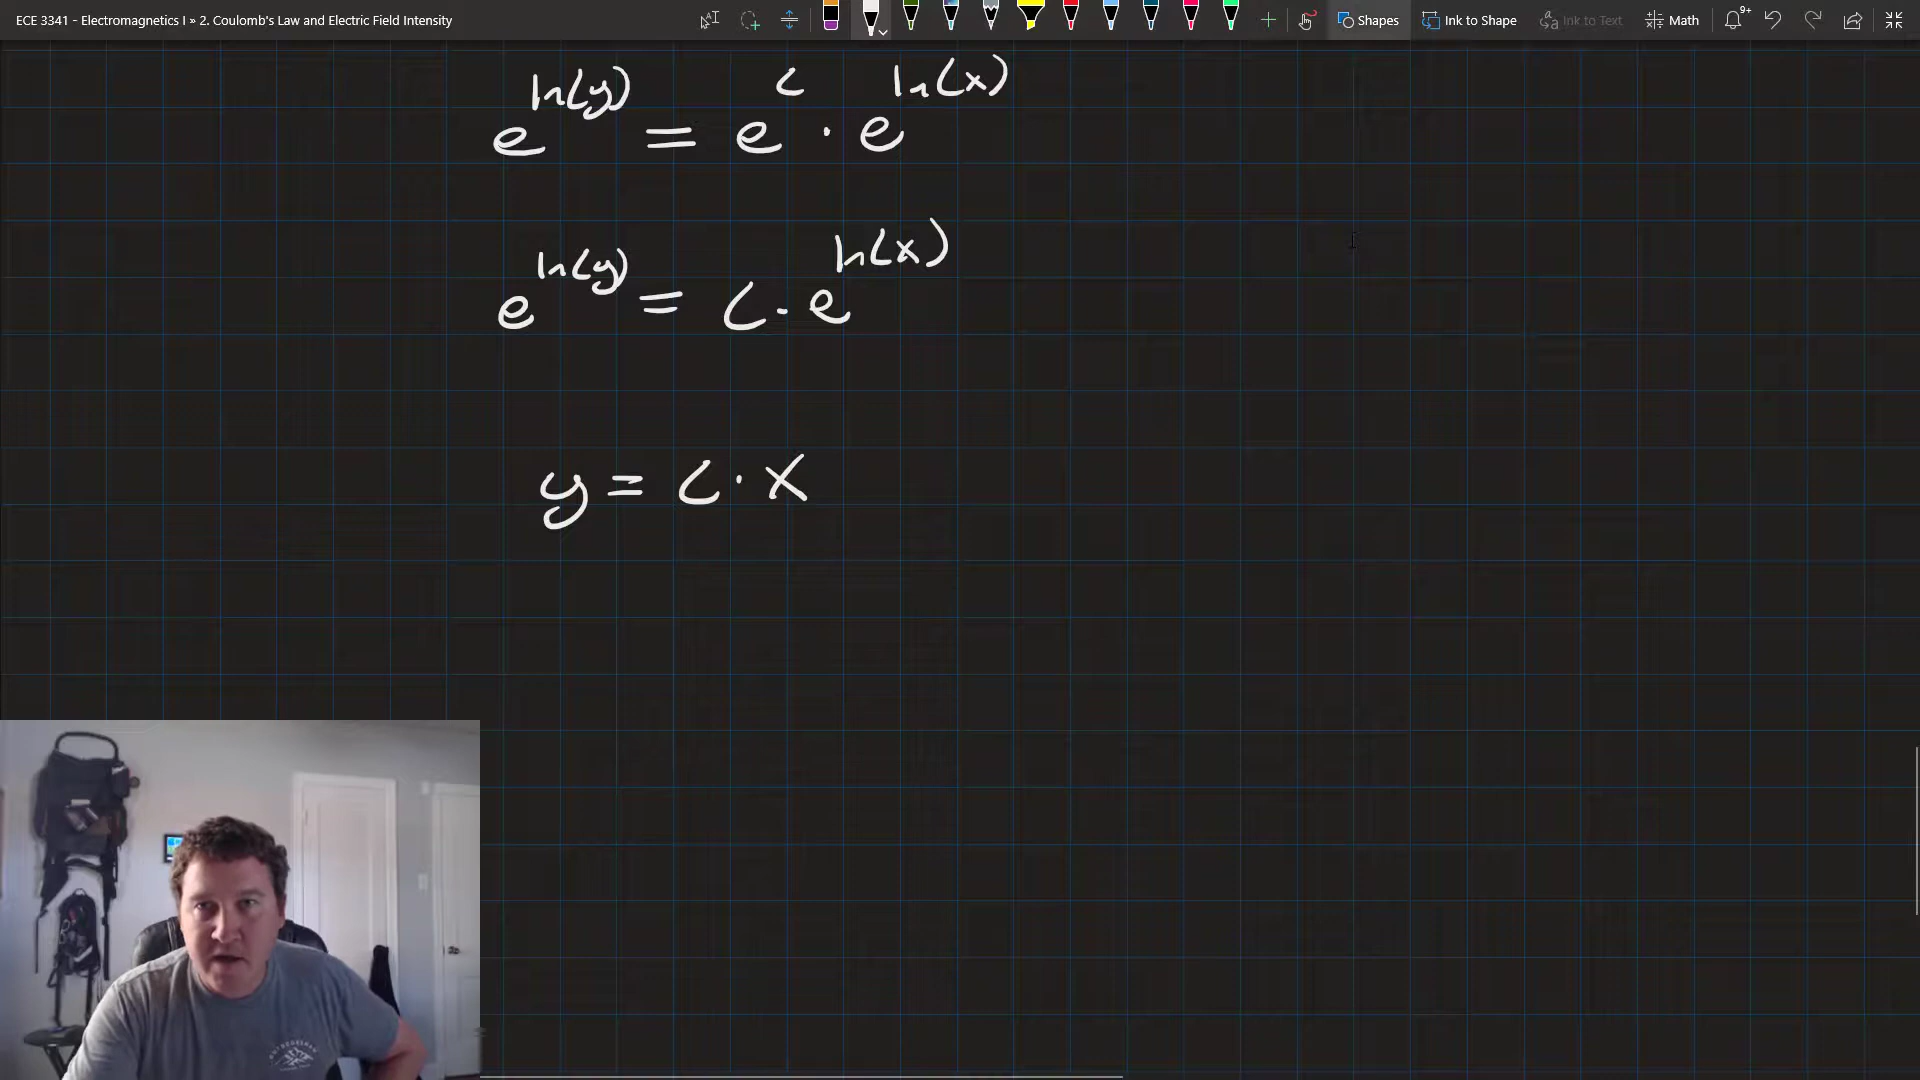 ECE 3341 - Electromagnetics I » 2. Coulomb's Law and Electric Field Intensity
Shapes
Ink to Shape
Ink to Text
Math
9+
e^ln(y) = e^c · e^ln(x)
e^ln(y) = c · e^ln(x)
y = c · x